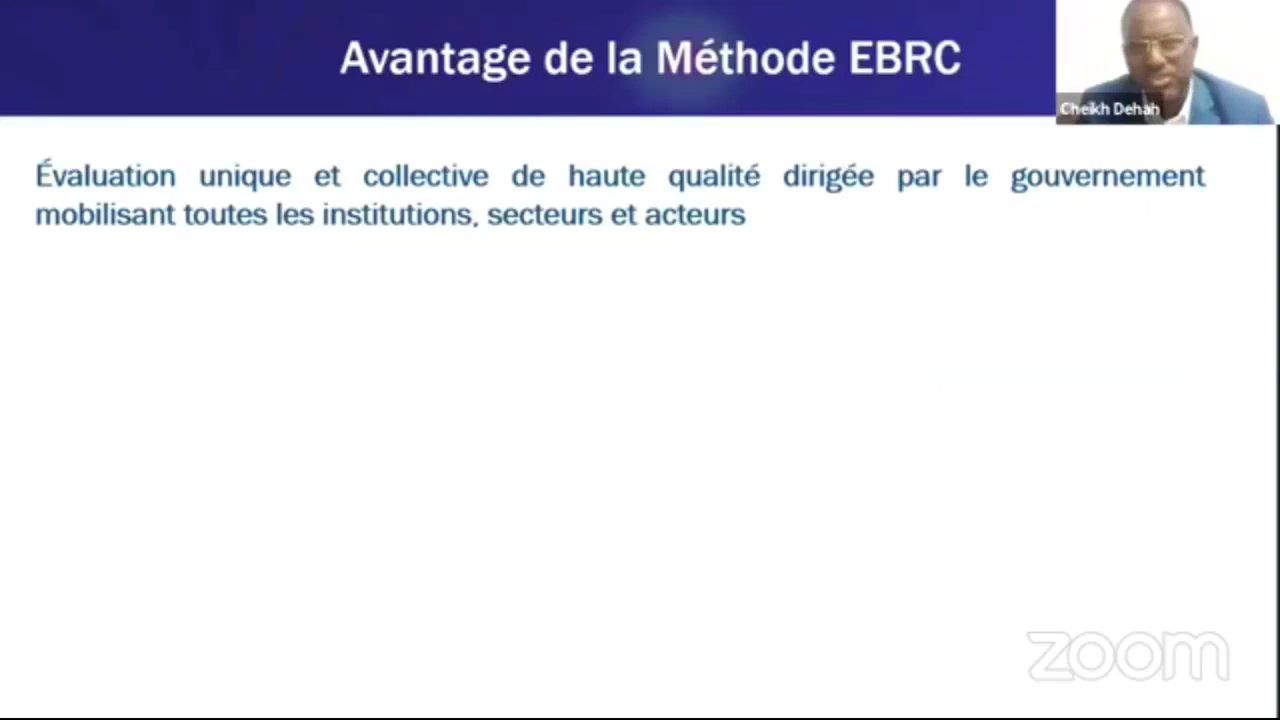 Avantage de la Méthode EBRC
Cheikh Dehah
Évaluation unique et collective de haute qualité dirigée par le gouvernement
mobilisant toutes les institutions, secteurs et acteurs
zoom